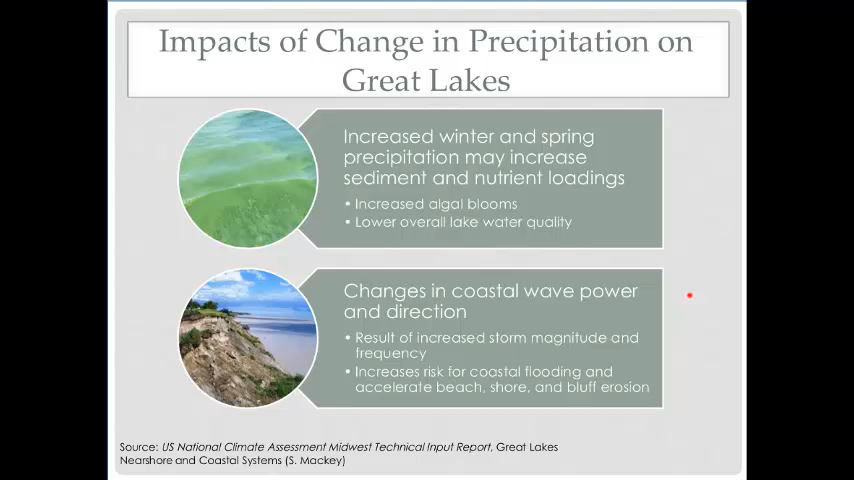 Impacts of Change in Precipitation on
Great Lakes
Increased winter and spring
precipitation may increase
sediment and nutrient loadings
• Increased algal blooms
• Lower overall lake water quality
Changes in coastal wave power
and direction
• Result of increased storm magnitude and
frequency
• Increases risk for coastal flooding and
accelerate beach, shore, and bluff erosion
Source: US National Climate Assessment Midwest Technical Input Report, Great Lakes
Nearshore and Coastal Systems (S. Mackey)